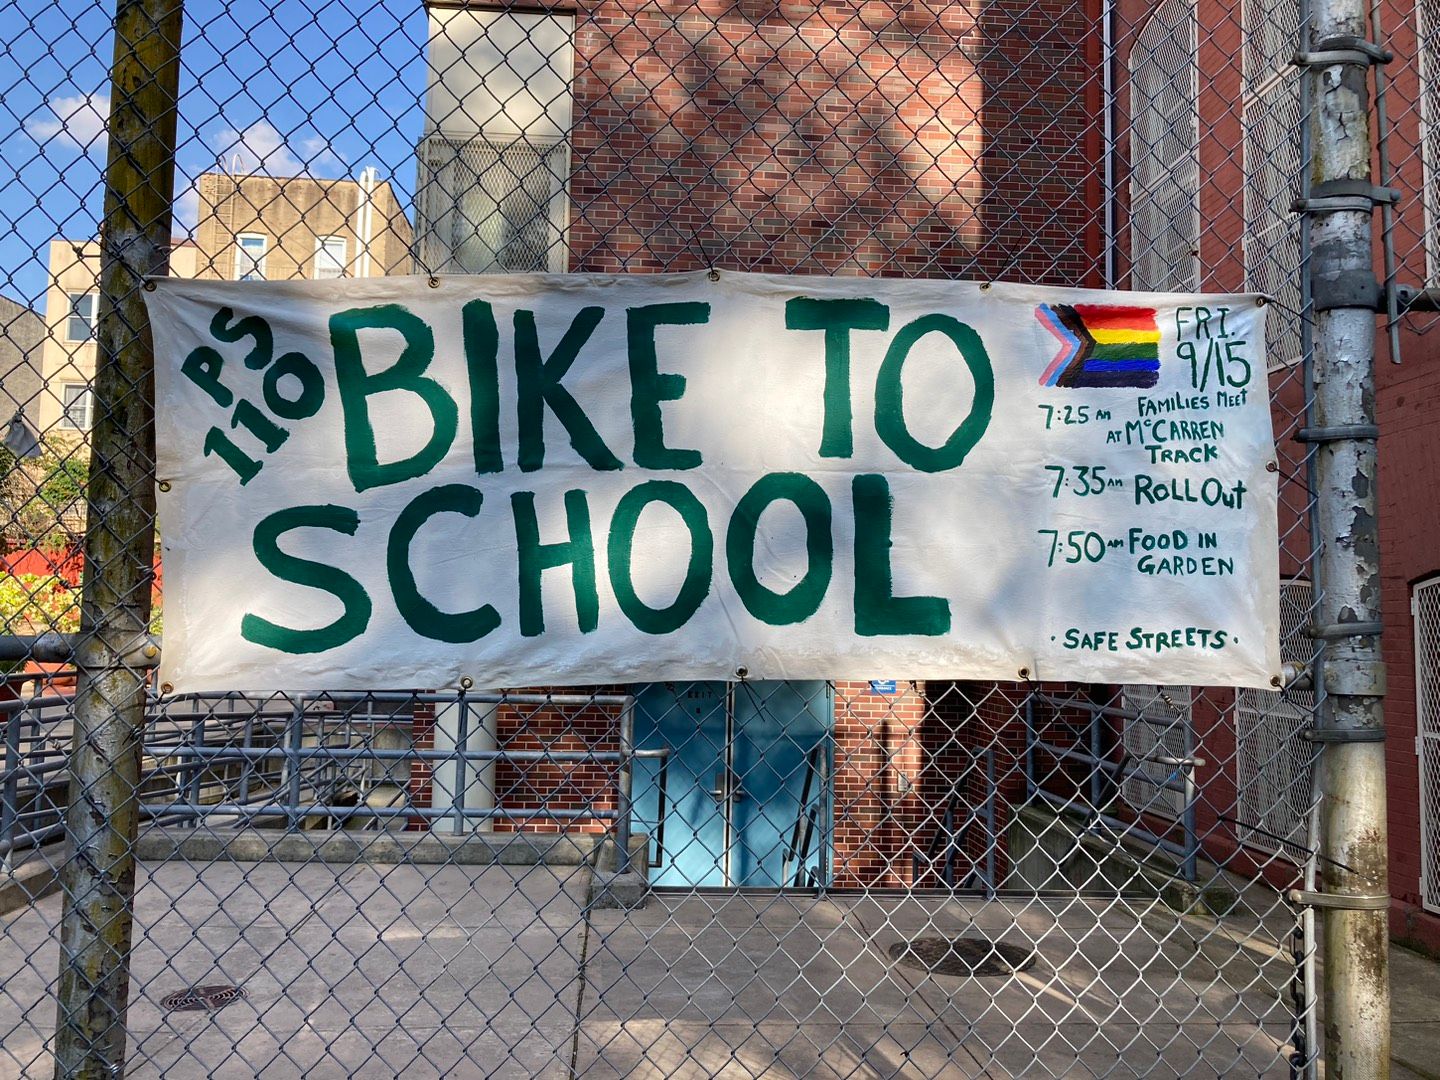 PS
110
BIKE TO
SCHOOL
FRI.
9/15
7:25 AM FAMILIES MEET
AT McCARREN
TRACK
7:35 AM ROLL OUT
7:50 AM FOOD IN
GARDEN
· SAFE STREETS ·
EXIT